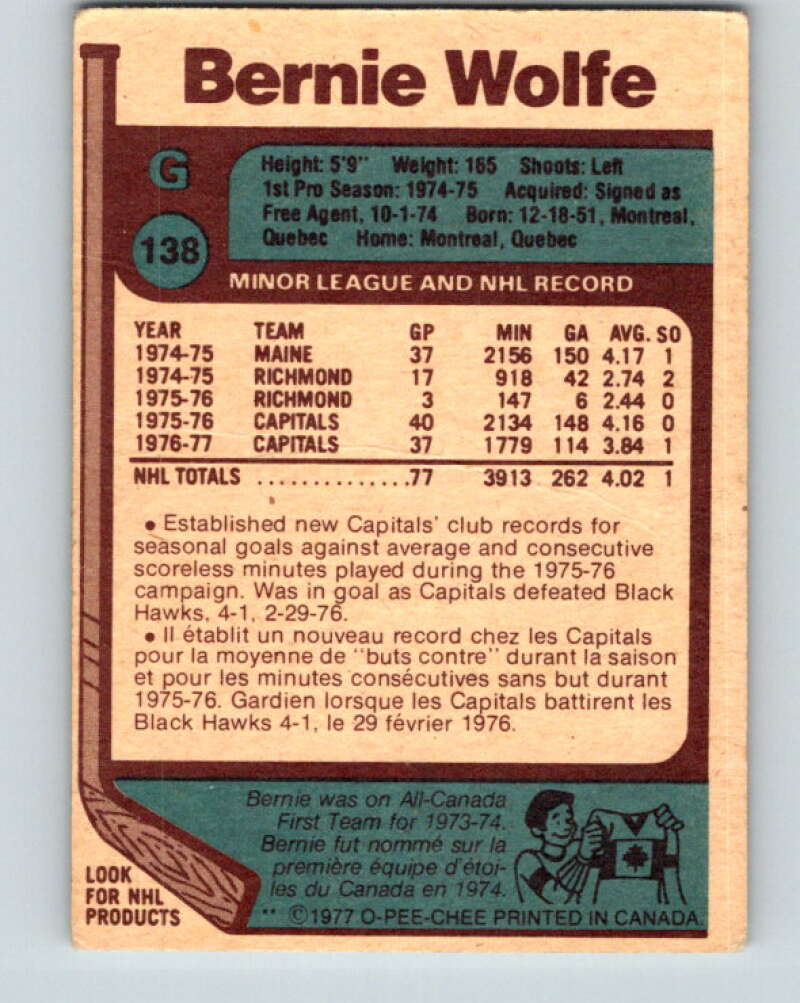 Bernie Wolfe
G
138
Height: 5'9" Weight: 165 Shoots: Left
1st Pro Season: 1974-75 Acquired: Signed as
Free Agent, 10-1-74 Born: 12-18-51, Montreal,
Quebec Home: Montreal, Quebec
MINOR LEAGUE AND NHL RECORD
YEAR TEAM GP MIN GA AVG. SO
1974-75 MAINE 37 2156 150 4.17 1
1974-75 RICHMOND 17 918 42 2.74 2
1975-76 RICHMOND 3 147 6 2.44 0
1975-76 CAPITALS 40 2134 148 4.16 0
1976-77 CAPITALS 37 1779 114 3.84 1
NHL TOTALS ..............77 3913 262 4.02 1
• Established new Capitals' club records for
seasonal goals against average and consecutive
scoreless minutes played during the 1975-76
campaign. Was in goal as Capitals defeated Black
Hawks, 4-1, 2-29-76.
• Il établit un nouveau record chez les Capitals
pour la moyenne de "buts contre" durant la saison
et pour les minutes consécutives sans but durant
1975-76. Gardien lorsque les Capitals battirent les
Black Hawks 4-1, le 29 février 1976.
Bernie was on All-Canada
First Team for 1973-74.
Bernie fut nommé sur la
première équipe d'étoi-
les du Canada en 1974.
LOOK
FOR NHL
PRODUCTS
** ©1977 O-PEE-CHEE PRINTED IN CANADA.